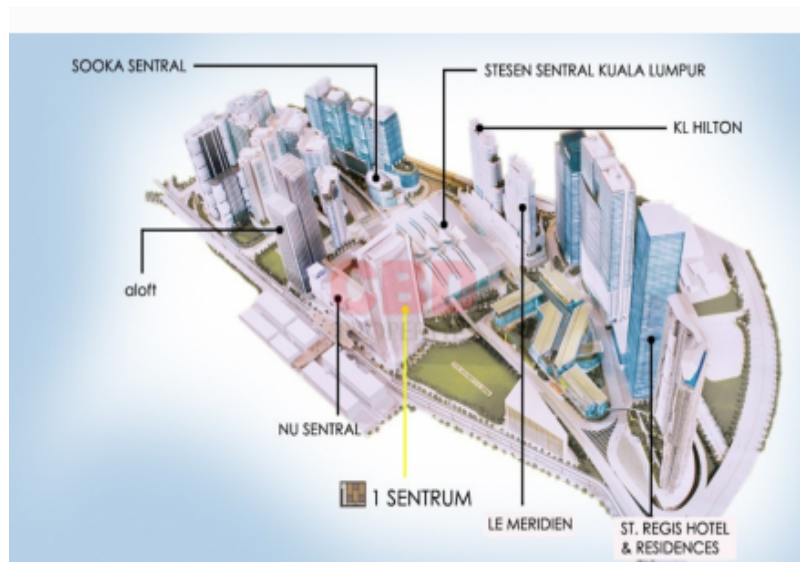 SOOKA SENTRAL
STESEN SENTRAL KUALA LUMPUR
KL HILTON
aloft
CBD
NU SENTRAL
1 SENTRUM
LE MERIDIEN
ST. REGIS HOTEL
& RESIDENCES